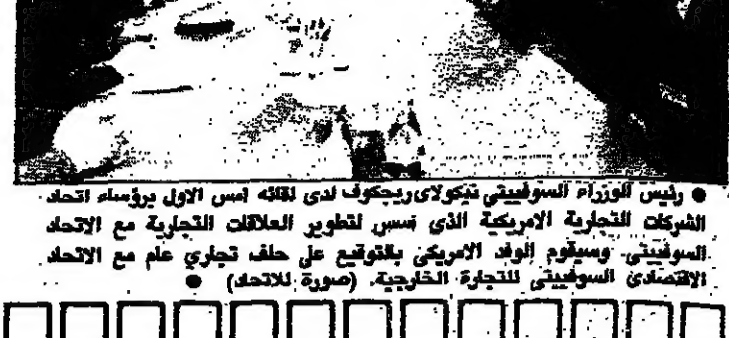 ● رئيس الوزراء السوفييتي نيكولاي ريجكوف لدى لقائه امس الاول برؤساء اتحاد
الشركات التجارية الامريكية الذي تسس لتطوير العلاقات التجارية مع الاتحاد
السوفييتي. وسيقوم الوفد الامريكي بالتوقيع على حلف تجاري عام مع الاتحاد
الاقتصادي السوفييتي للتجارة الخارجية. (صورة للاتحاد) ●